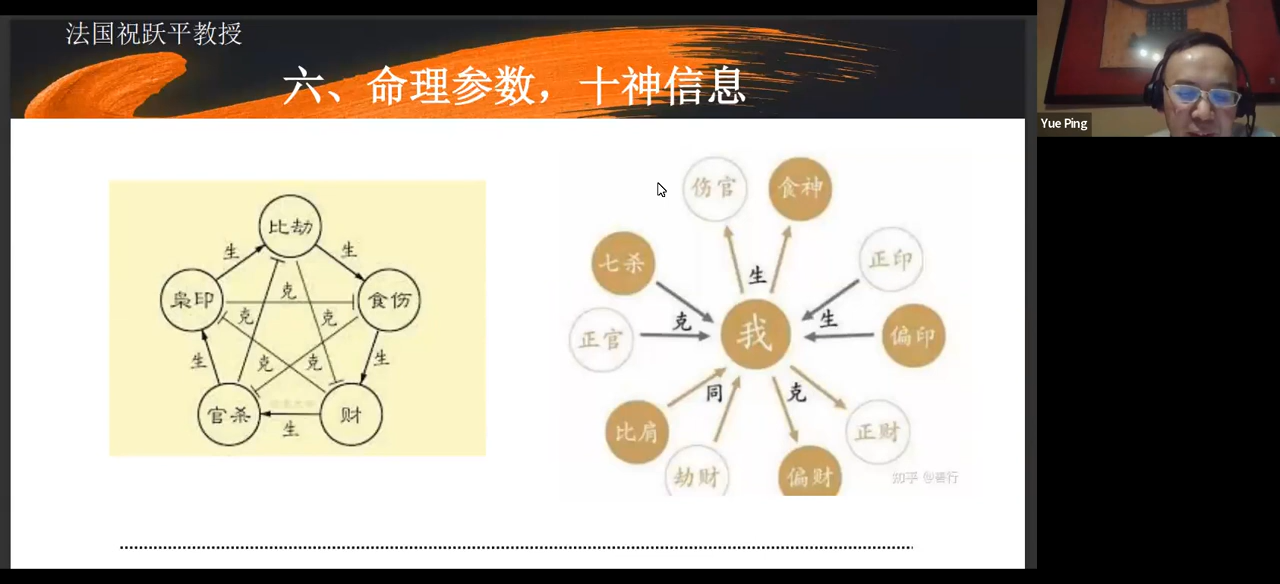 法国祝跃平教授
六、命理参数，十神信息
Yue Ping
比劫
生
生
枭印
克
食伤
克
克
生
克
克
生
官杀
生
财
伤官
食神
七杀
生
正印
克
我
生
正官
偏印
同
克
比肩
正财
劫财
偏财
知乎 @善行